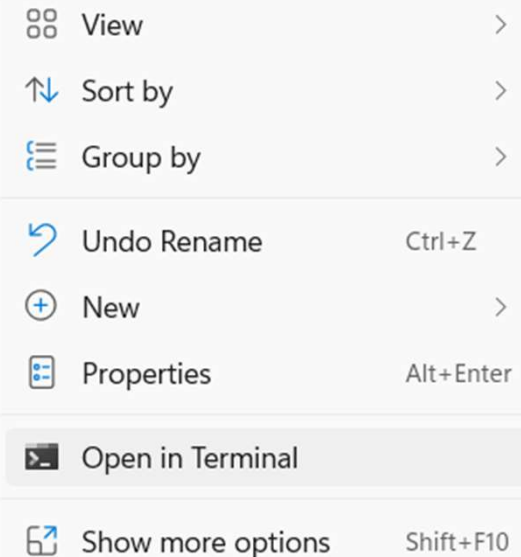 View
Sort by
Group by
Undo Rename Ctrl+Z
New
Properties Alt+Enter
Open in Terminal
Show more options Shift+F10